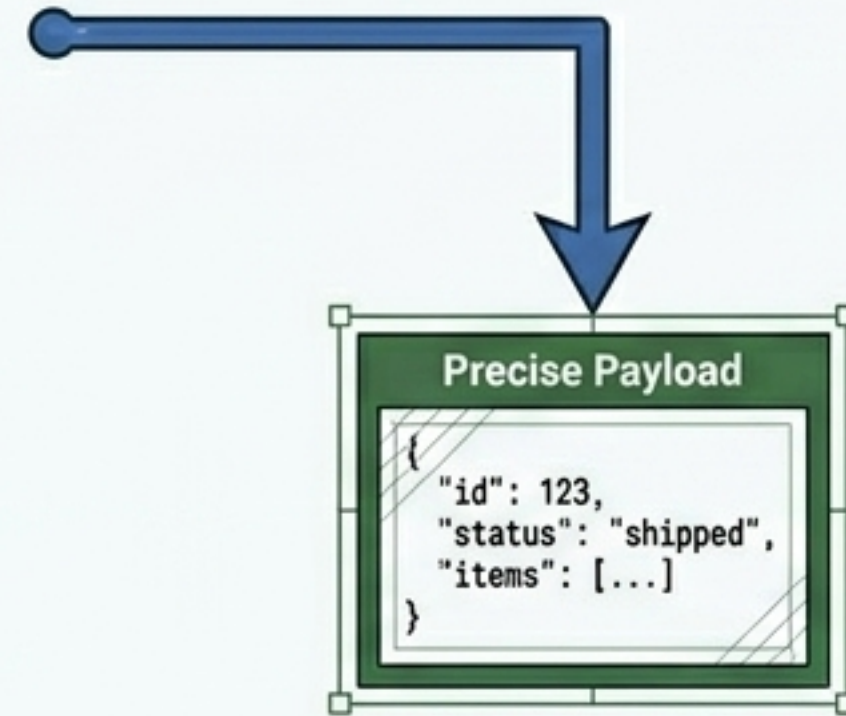 Precise Payload
{
"id": 123,
"status": "shipped",
"items": [...]
}